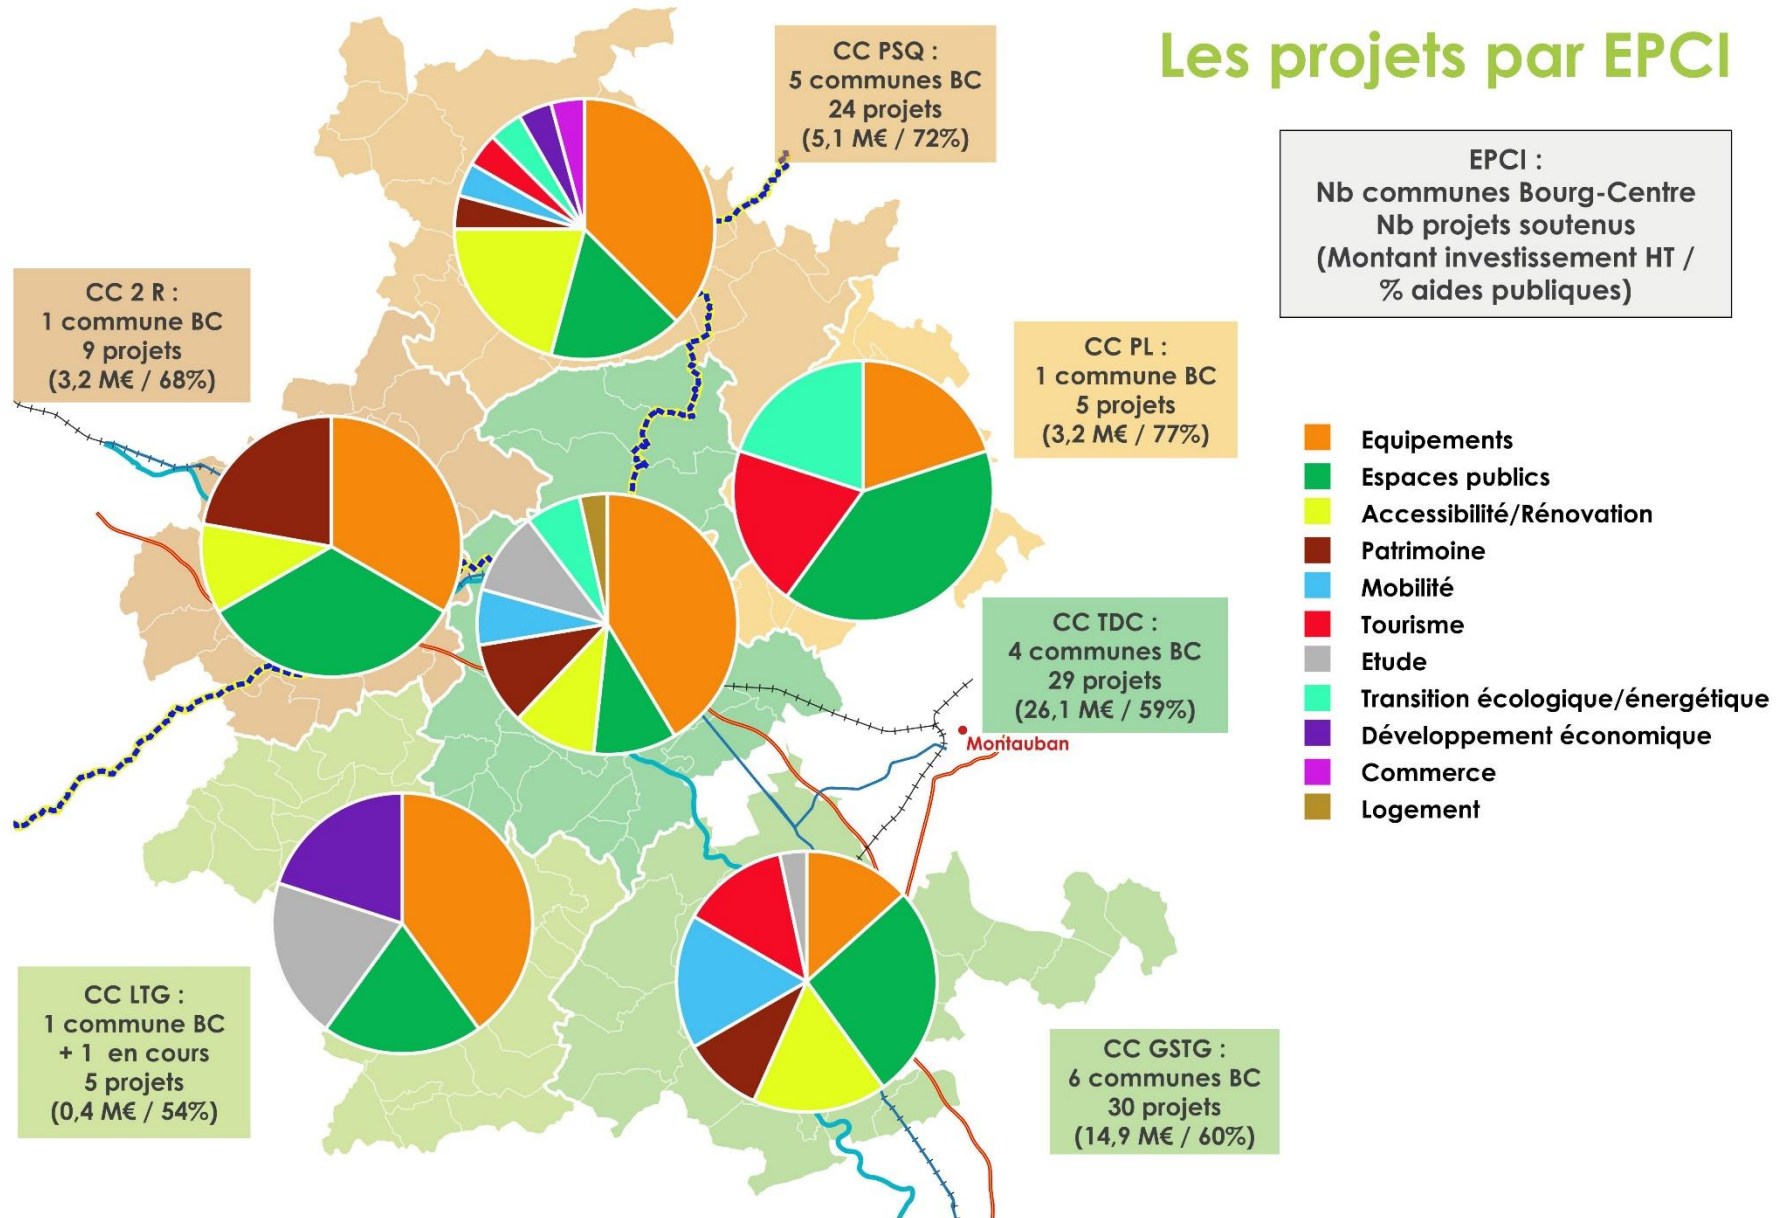 Les projets par EPCI
CC PSQ :
5 communes BC
24 projets
(5,1 M€ / 72%)
EPCI :
Nb communes Bourg-Centre
Nb projets soutenus
(Montant investissement HT /
% aides publiques)
CC 2 R :
1 commune BC
9 projets
(3,2 M€ / 68%)
CC PL :
1 commune BC
5 projets
(3,2 M€ / 77%)
Equipements
Espaces publics
Accessibilité/Rénovation
Patrimoine
Mobilité
Tourisme
Etude
Transition écologique/énergétique
Développement économique
Commerce
Logement
CC TDC :
4 communes BC
29 projets
(26,1 M€ / 59%)
Montauban
CC LTG :
1 commune BC
+ 1 en cours
5 projets
(0,4 M€ / 54%)
CC GSTG :
6 communes BC
30 projets
(14,9 M€ / 60%)